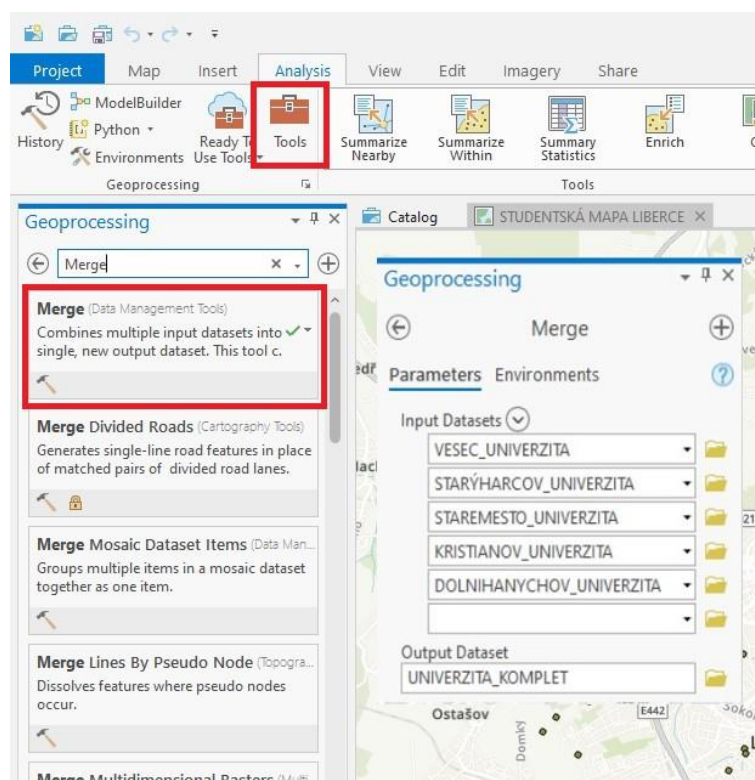 Project Map Insert Analysis View Edit Imagery Share
History
ModelBuilder
Python
Environments
Ready To
Use Tools
Tools
Summarize
Nearby
Summarize
Within
Summary
Statistics
Enrich
Geoprocessing
Tools
Geoprocessing
Merge
Merge (Data Management Tools)
Combines multiple input datasets into
single, new output dataset. This tool c.
Merge Divided Roads (Cartography Tools)
Generates single-line road features in place
of matched pairs of divided road lanes.
Merge Mosaic Dataset Items (Data Man...
Groups multiple items in a mosaic dataset
together as one item.
Merge Lines By Pseudo Node (Topogra...
Dissolves features where pseudo nodes
occur.
Merge Multidimensional Rasters
Catalog
STUDENTSKÁ MAPA LIBERCE
Geoprocessing
Merge
Parameters Environments
Input Datasets
VESEC_UNIVERZITA
STARÝHARCOV_UNIVERZITA
STAREMESTO_UNIVERZITA
KRISTIANOV_UNIVERZITA
DOLNIHANYCHOV_UNIVERZITA
Output Dataset
UNIVERZITA_KOMPLET
Ostašov
Domky
E442